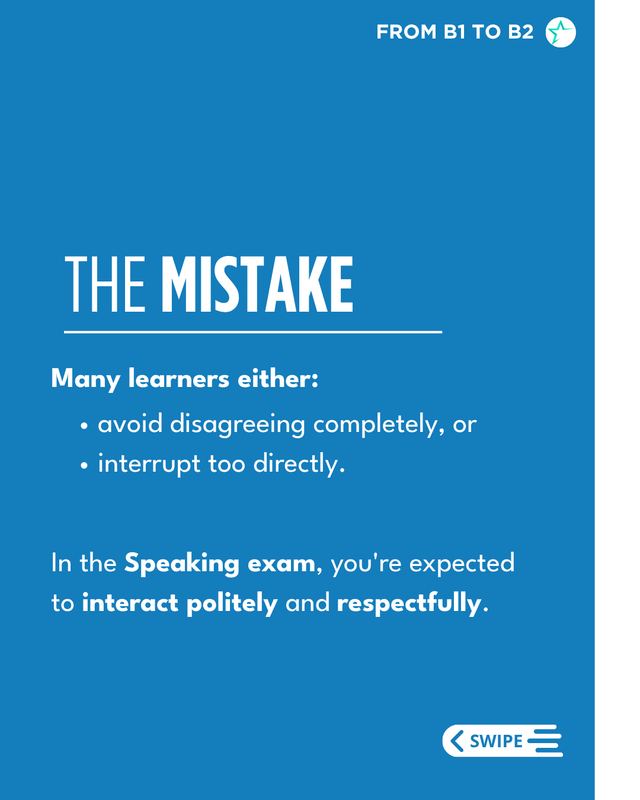 FROM B1 TO B2
THE MISTAKE
Many learners either:
• avoid disagreeing completely, or
• interrupt too directly.
In the Speaking exam, you're expected
to interact politely and respectfully.
SWIPE